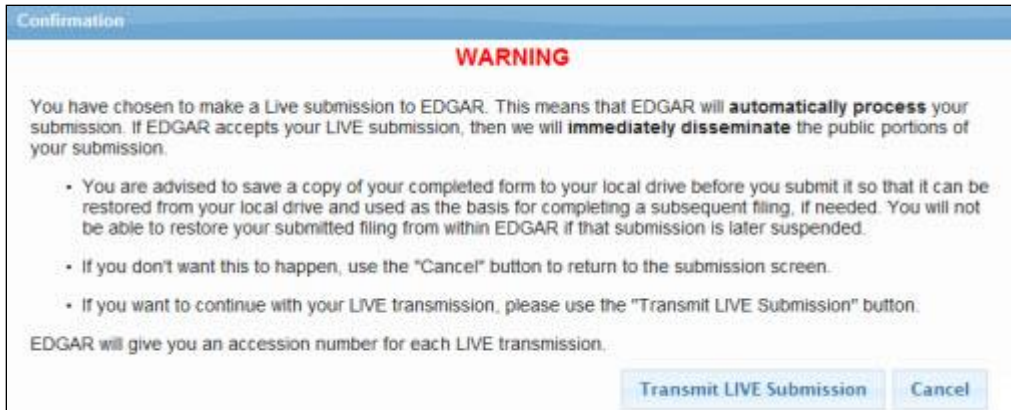 Confirmation
WARNING
You have chosen to make a Live submission to EDGAR. This means that EDGAR will automatically process your
submission. If EDGAR accepts your LIVE submission, then we will immediately disseminate the public portions of
your submission.
• You are advised to save a copy of your completed form to your local drive before you submit it so that it can be
restored from your local drive and used as the basis for completing a subsequent filing, if needed. You will not
be able to restore your submitted filing from within EDGAR if that submission is later suspended.
• If you don't want this to happen, use the "Cancel" button to return to the submission screen.
• If you want to continue with your LIVE transmission, please use the "Transmit LIVE Submission" button.
EDGAR will give you an accession number for each LIVE transmission.
Transmit LIVE Submission Cancel